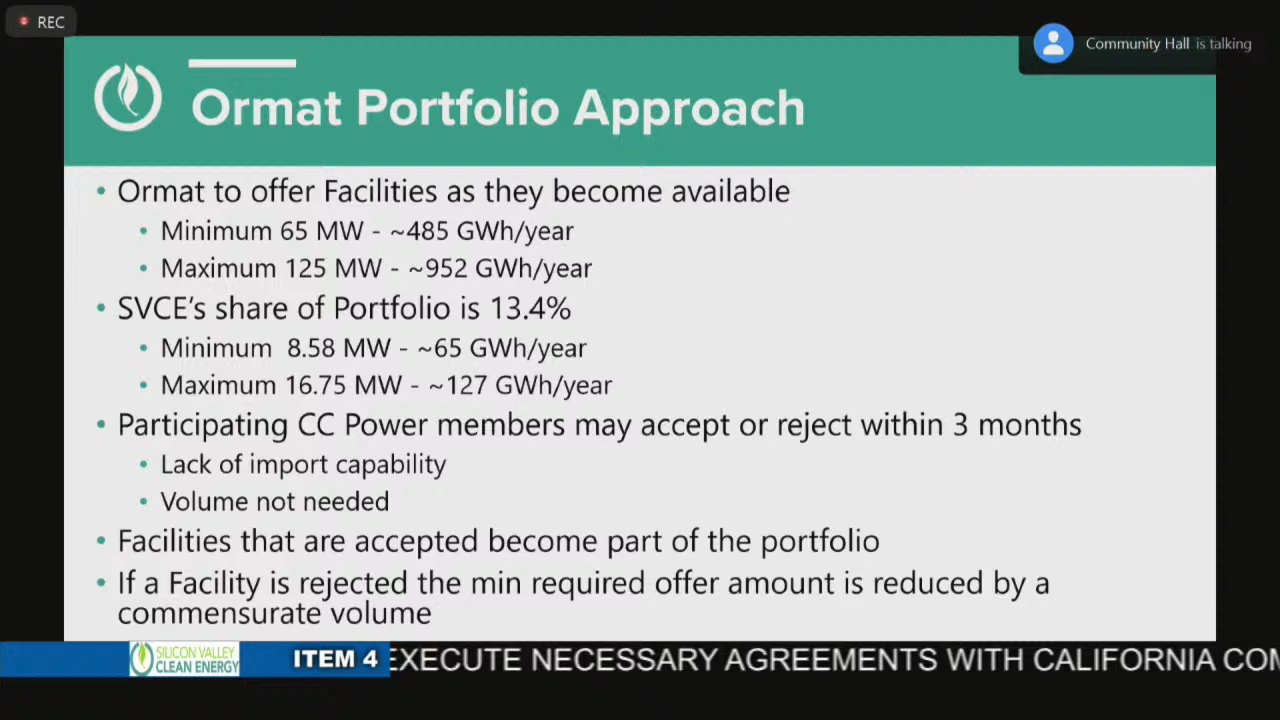 REC
Community Hall is talking
Ormat Portfolio Approach
• Ormat to offer Facilities as they become available
• Minimum 65 MW - ~485 GWh/year
• Maximum 125 MW - ~952 GWh/year
• SVCE's share of Portfolio is 13.4%
• Minimum  8.58 MW - ~65 GWh/year
• Maximum 16.75 MW - ~127 GWh/year
• Participating CC Power members may accept or reject within 3 months
• Lack of import capability
• Volume not needed
• Facilities that are accepted become part of the portfolio
• If a Facility is rejected the min required offer amount is reduced by a
commensurate volume
SILICON VALLEY
CLEAN ENERGY
ITEM 4
EXECUTE NECESSARY AGREEMENTS WITH CALIFORNIA COM